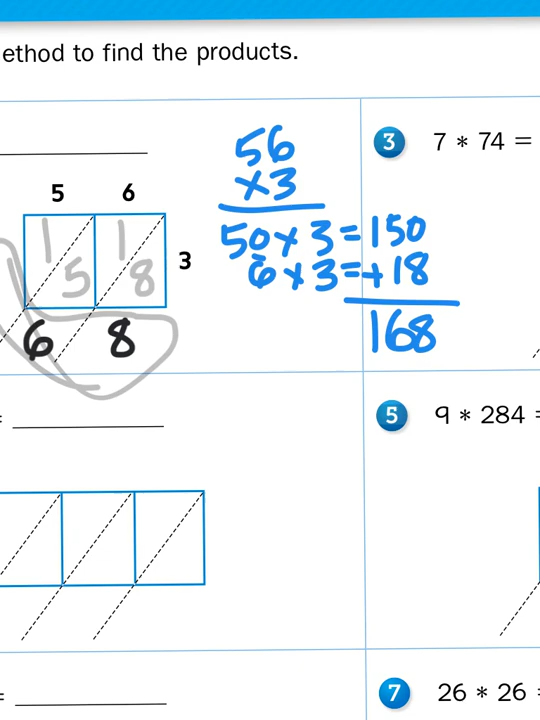 ethod to find the products.
56
×3
50 × 3 = 150
6 × 3 = +18
168
5 6
3
1 5 1 8
6 8
3 7 * 74 =
=
5 9 * 284 =
=
7 26 * 26 =